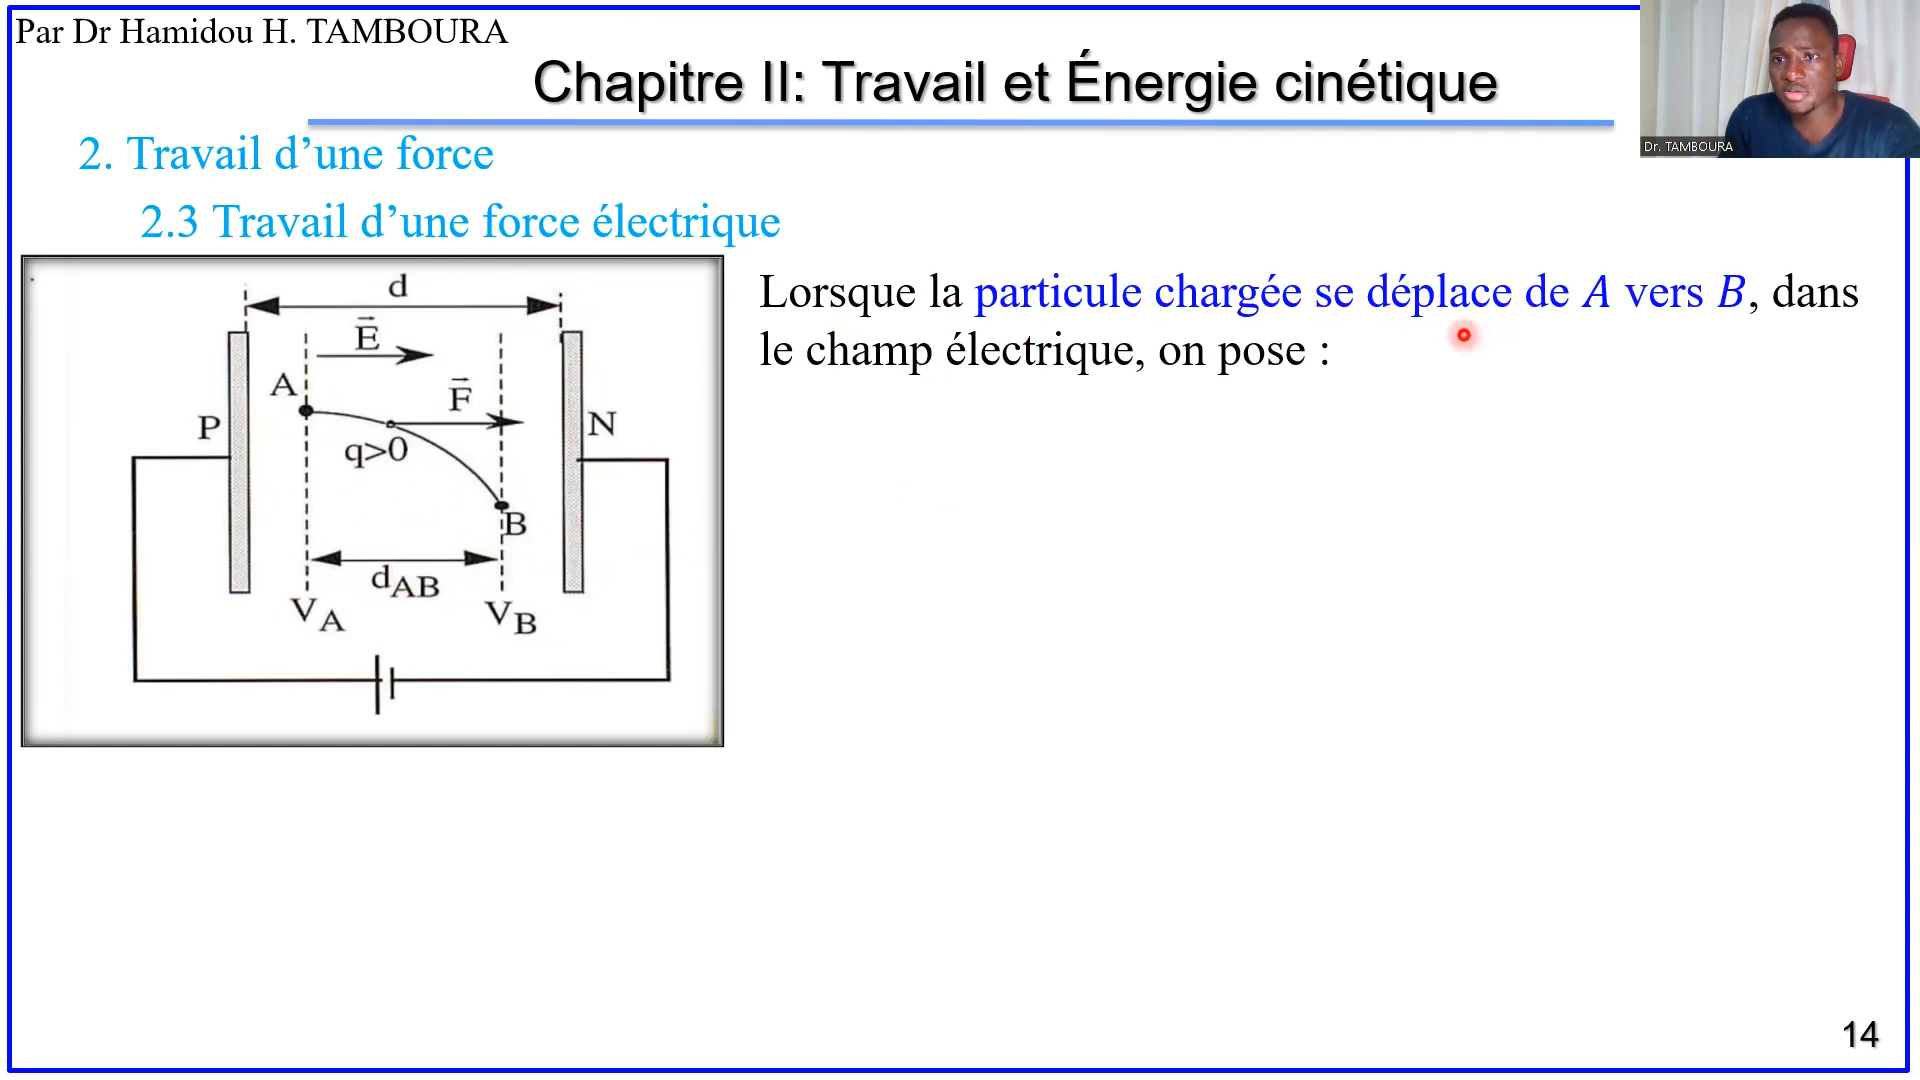 Par Dr Hamidou H. TAMBOURA
Chapitre II: Travail et Énergie cinétique
Dr. TAMBOURA
2. Travail d’une force
2.3 Travail d’une force électrique
Lorsque la particule chargée se déplace de A vers B, dans
le champ électrique, on pose :
d
E
A
F
P
N
q>0
B
dAB
VA
VB
14